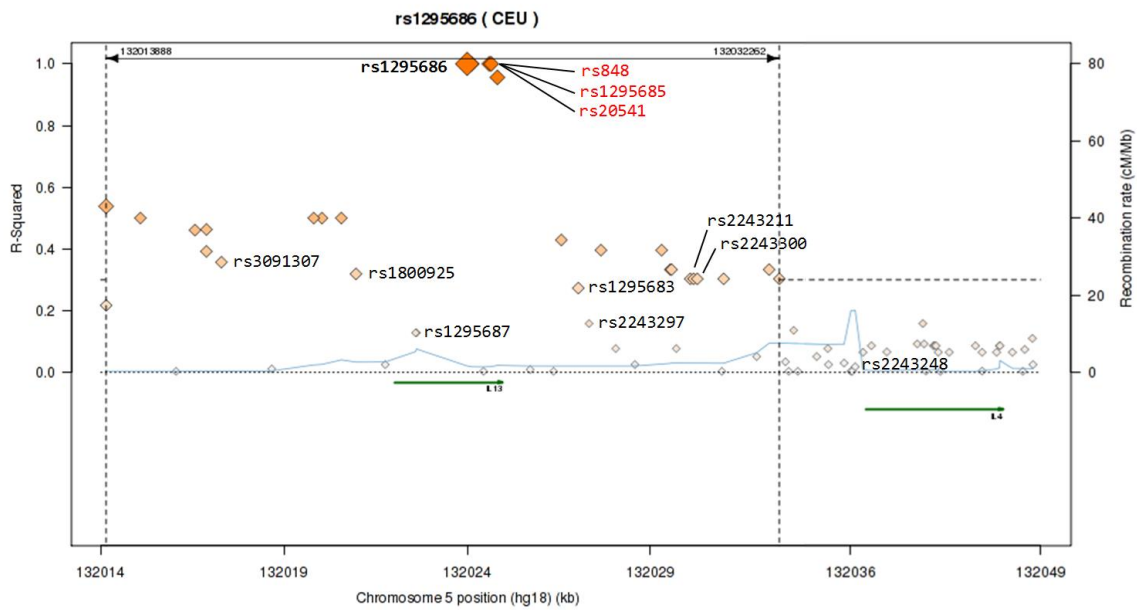 rs1295686 ( CEU )
132013888
132032262
1.0
0.8
0.6
0.4
0.2
0.0
R-Squared
80
60
40
20
0
Recombination rate (cM/Mb)
rs1295686
rs848
rs1295685
rs20541
rs2243211
rs2243300
rs3091307
rs1800925
rs1295683
rs2243297
rs1295687
rs2243248
IL13
IL4
132014
132019
132024
132029
132036
132049
Chromosome 5 position (hg18) (kb)